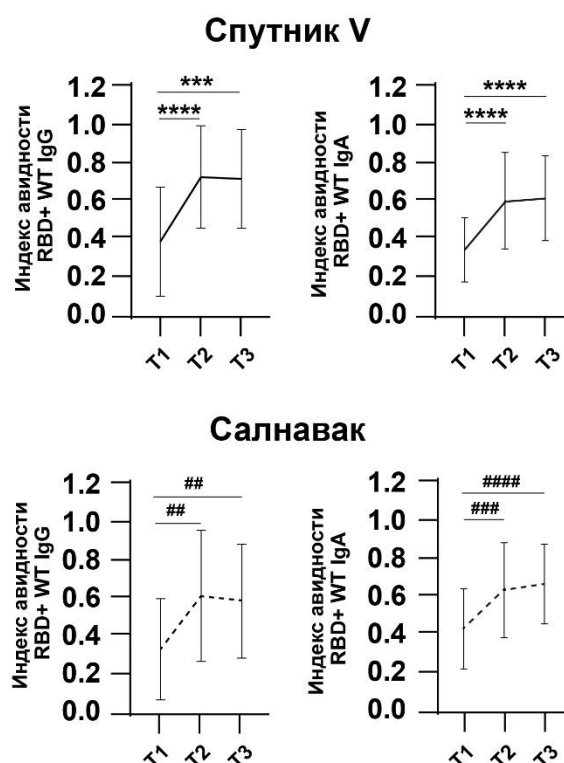 Спутник V
Индекс авидности
RBD+ WT IgG
1.2
1.0
0.8
0.6
0.4
0.2
0.0
***
****
T1
T2
T3
Индекс авидности
RBD+ WT IgA
1.2
1.0
0.8
0.6
0.4
0.2
0.0
****
****
T1
T2
T3
Салнавак
Индекс авидности
RBD+ WT IgG
1.2
1.0
0.8
0.6
0.4
0.2
0.0
##
##
T1
T2
T3
Индекс авидности
RBD+ WT IgA
1.2
1.0
0.8
0.6
0.4
0.2
0.0
####
###
T1
T2
T3